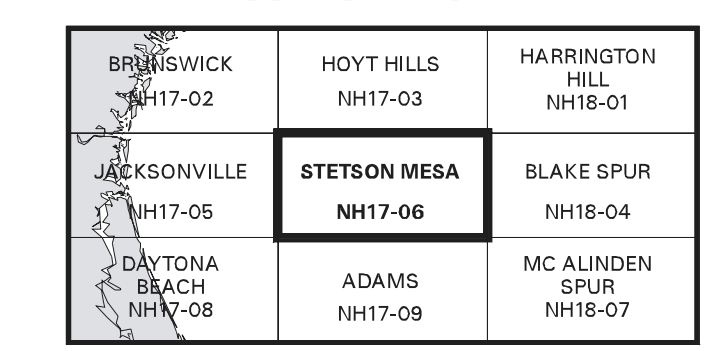 BRUNSWICK
NH17-02
HOYT HILLS
NH17-03
HARRINGTON
HILL
NH18-01
JACKSONVILLE
NH17-05
STETSON MESA
NH17-06
BLAKE SPUR
NH18-04
DAYTONA
BEACH
NH17-08
ADAMS
NH17-09
MC ALINDEN
SPUR
NH18-07